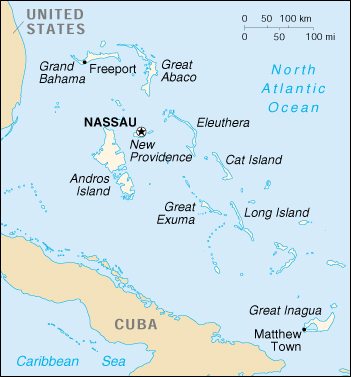 UNITED
STATES
0 50 100 km
0 50 100 mi
Grand
Bahama
Freeport
Great
Abaco
North
Atlantic
Ocean
NASSAU
New
Providence
Eleuthera
Andros
Island
Cat Island
Great
Exuma
Long Island
Great Inagua
Matthew
Town
CUBA
Caribbean Sea